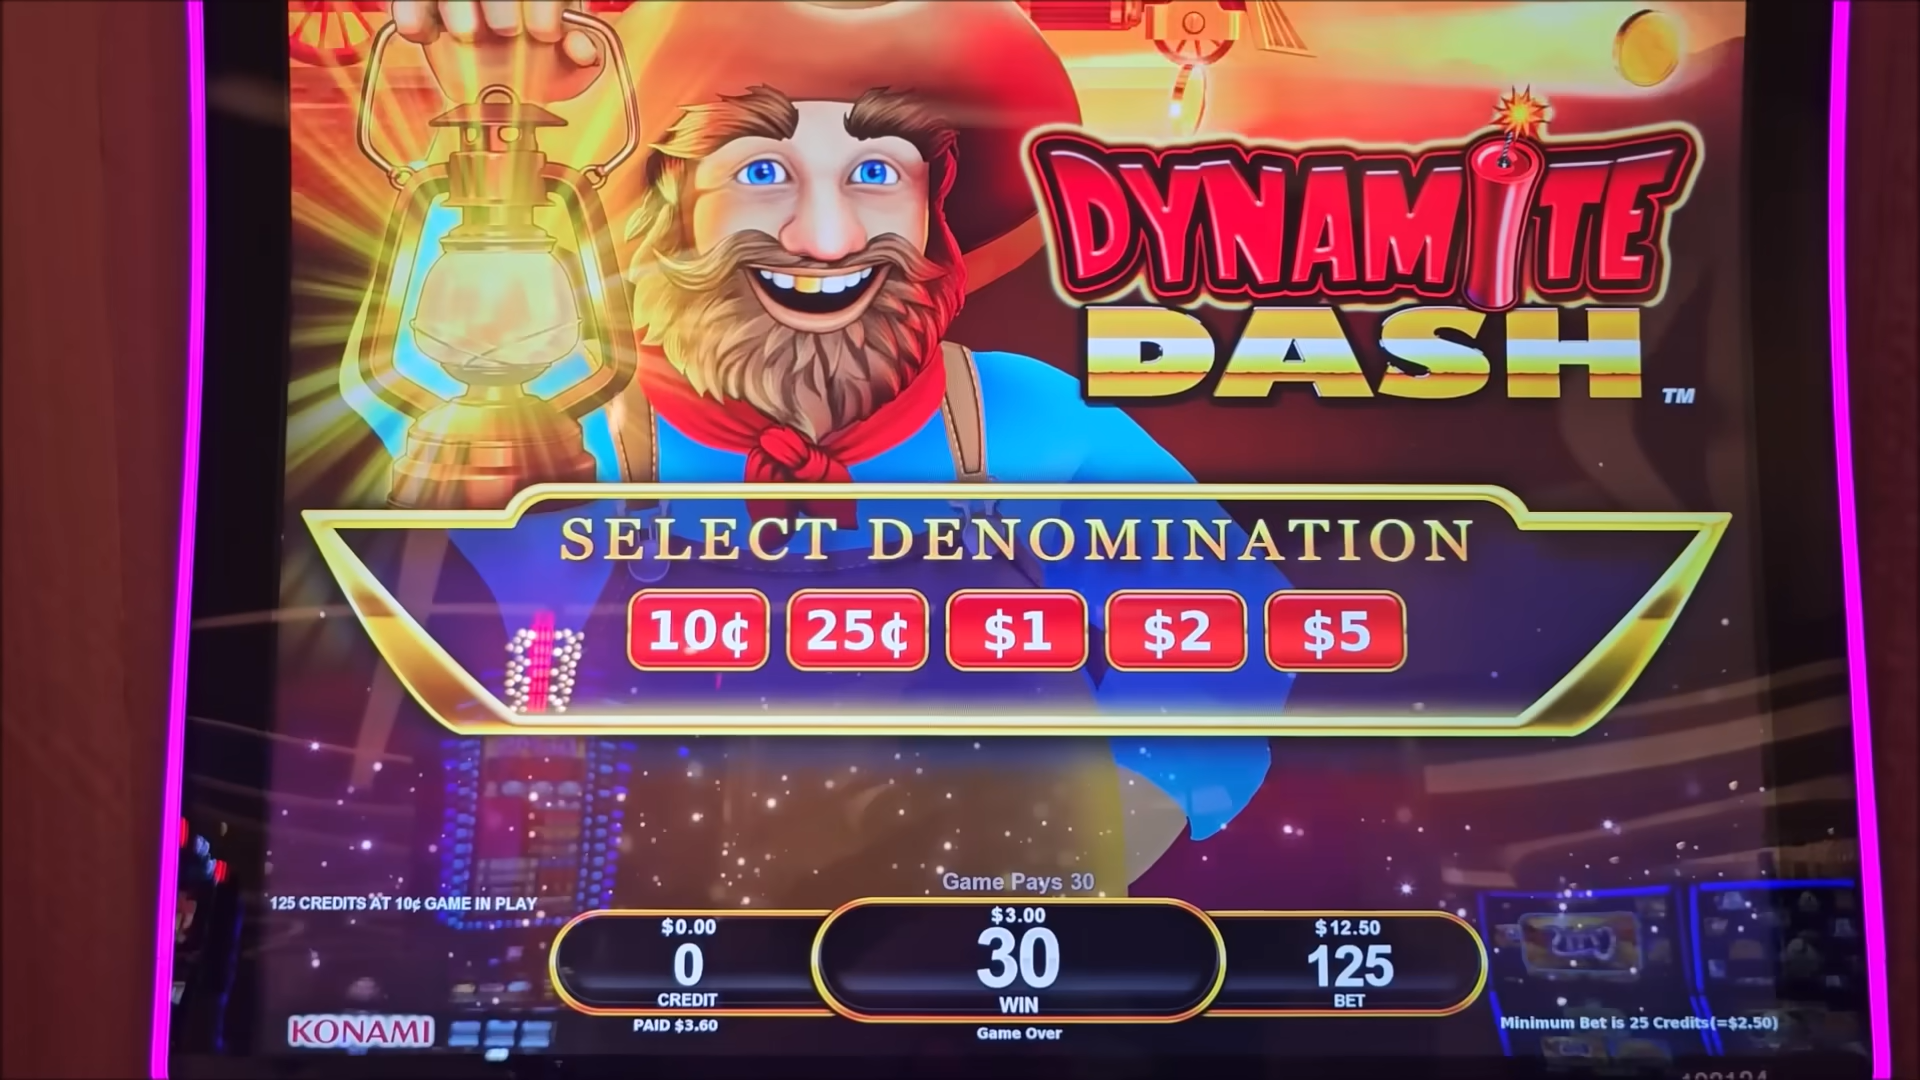 DYNAMITE
DASH
TM
SELECT DENOMINATION
10¢ 25¢ $1 $2 $5
Game Pays 30
125 CREDITS AT 10¢ GAME IN PLAY
$0.00
0
CREDIT
PAID $3.60
$3.00
30
WIN
Game Over
$12.50
125
BET
KONAMI
Minimum Bet is 25 Credits(=$2.50)